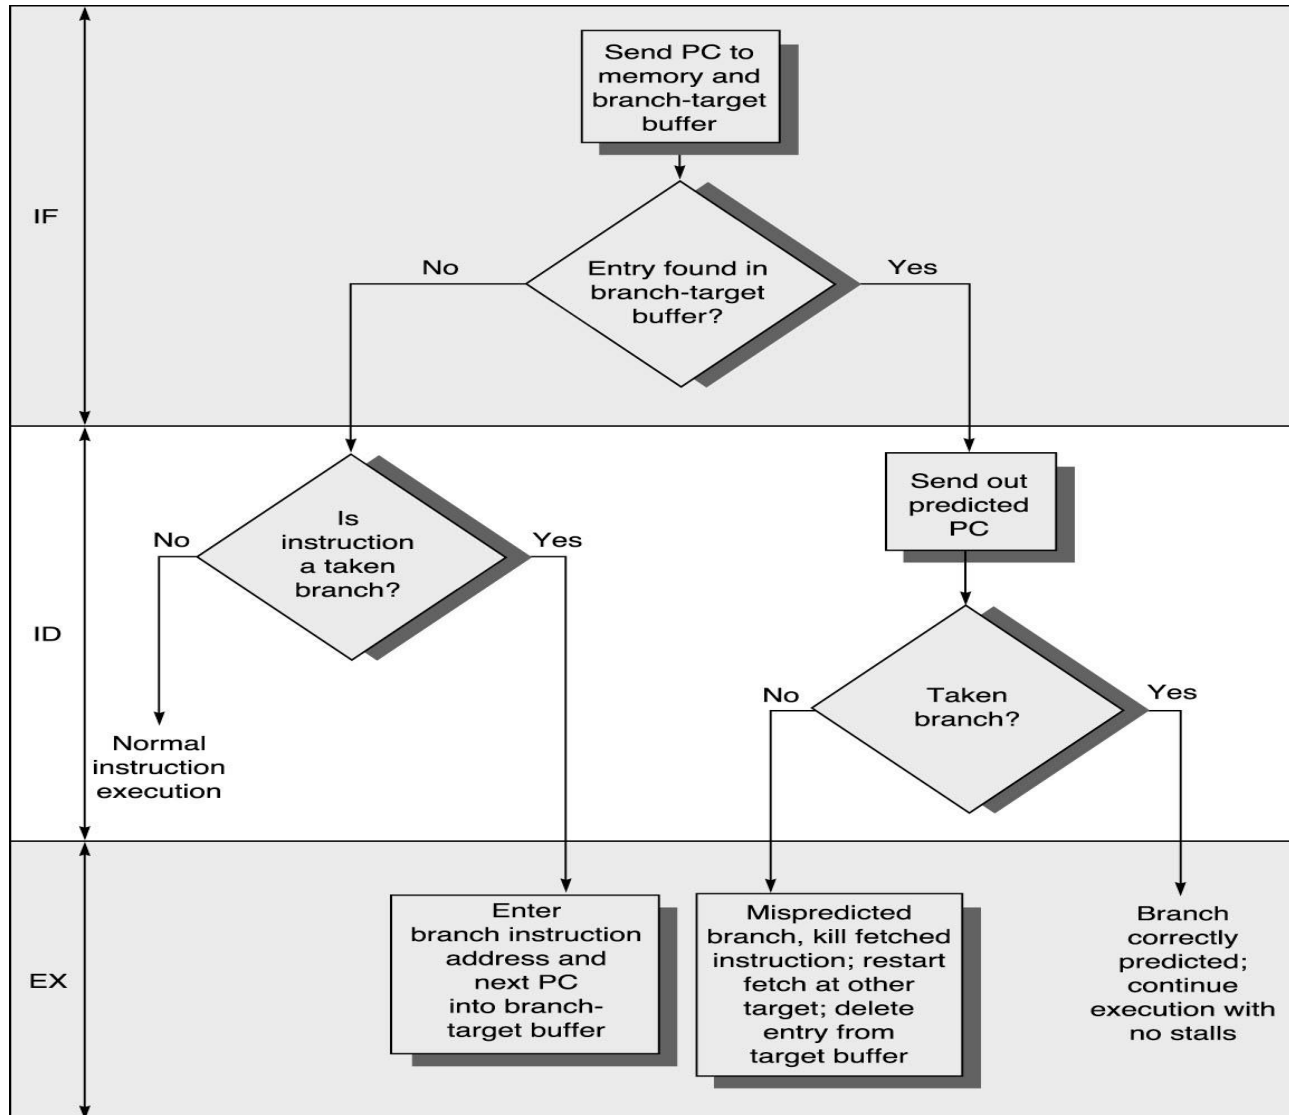 Send PC to
memory and
branch-target
buffer
IF
No
Entry found in
branch-target
buffer?
Yes
Is
instruction
a taken
branch?
No
Yes
Send out
predicted
PC
ID
No
Taken
branch?
Yes
Normal
instruction
execution
EX
Enter
branch instruction
address and
next PC
into branch-
target buffer
Mispredicted
branch, kill fetched
instruction; restart
fetch at other
target; delete
entry from
target buffer
Branch
correctly
predicted;
continue
execution with
no stalls